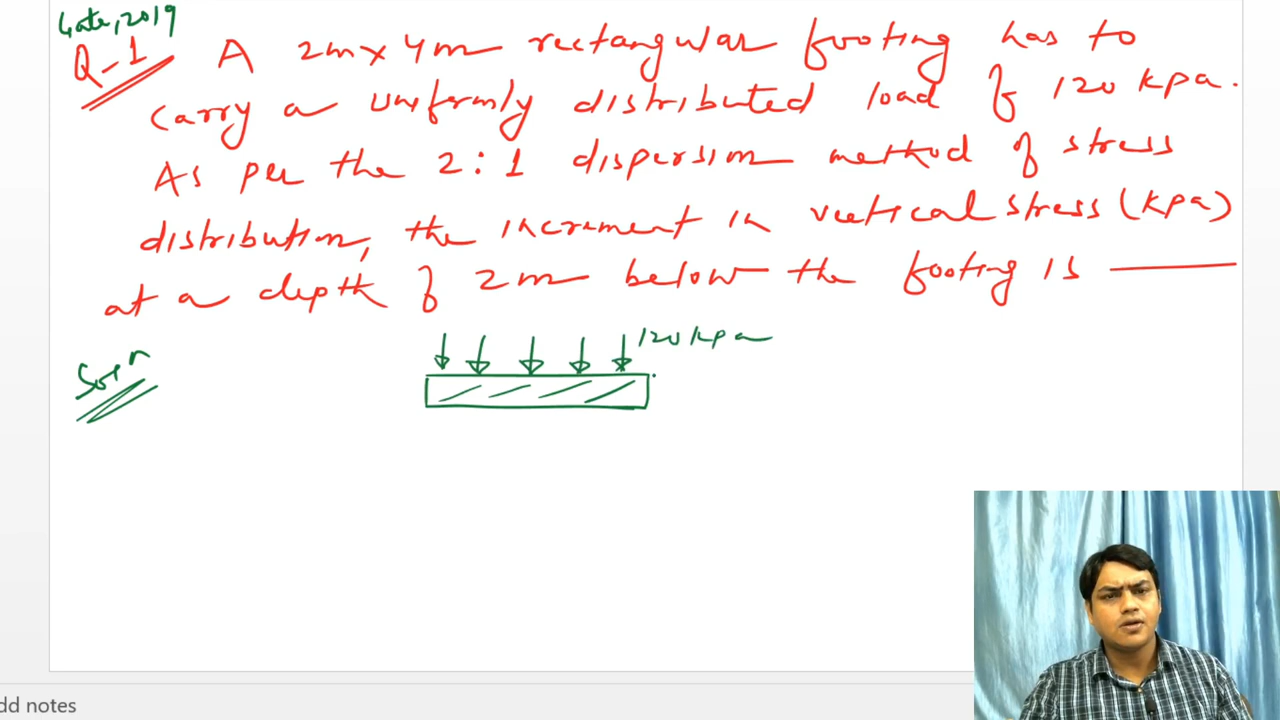 Gate, 2019
Q-1 A 2m x 4m rectangular footing has to
carry a uniformly distributed load of 120 kpa.
As per the 2:1 dispersion method of stress
distribution, the increment in vertical stress (kpa)
at a depth of 2m below the footing is ———
Soln
120 kpa
dd notes